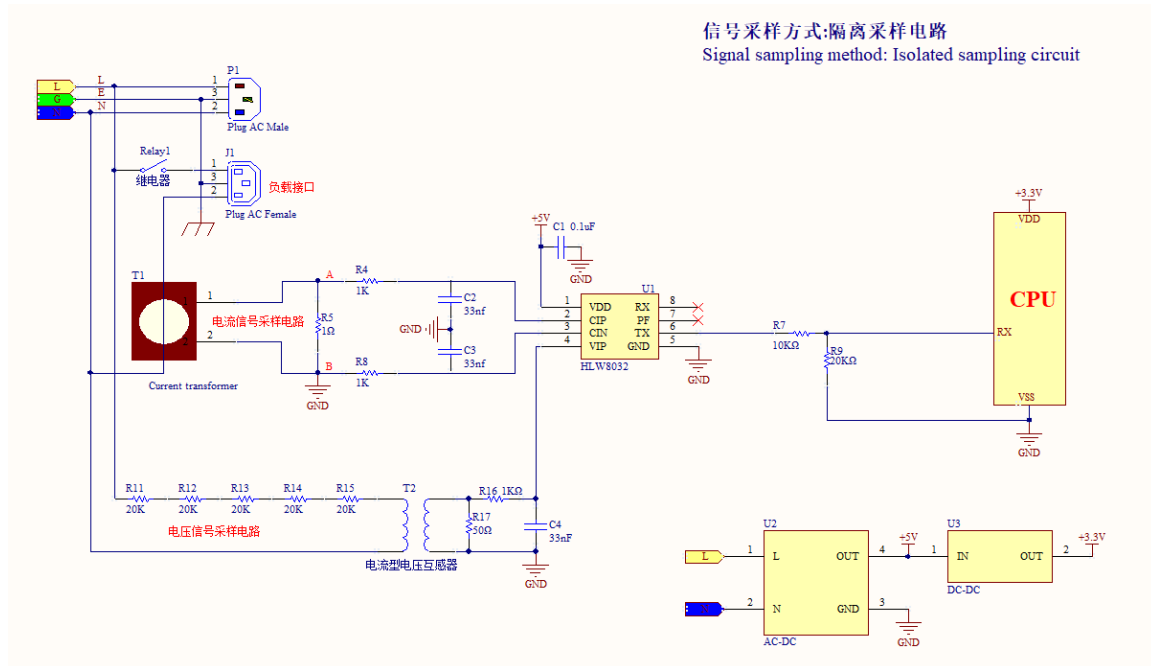 信号采样方式:隔离采样电路
Signal sampling method: Isolated sampling circuit
L
L
P1
1
G
E
3
N
2
Plug AC Male
Relay1
继电器
J1
1
3
2
负载接口
Plug AC Female
T1
1
2
电流信号采样电路
Current transformer
A
R4
1K
R5
1Ω
B
R8
1K
GND
C2
33nf
GND
C3
33nf
+5V
C1 0.1uF
GND
U1
1 VDD RX 8
2 CIP PF 7
3 CIN TX 6
4 VIP GND 5
HLW8032
GND
R7
10KΩ
R9
20KΩ
+3.3V
VDD
CPU
RX
VSS
GND
R11
20K
R12
20K
R13
20K
R14
20K
R15
20K
电压信号采样电路
T2
电流型电压互感器
R16 1KΩ
R17
50Ω
C4
33nF
GND
U2
L 1 L OUT 4
2 N GND 3
AC-DC
+5V
GND
U3
1 IN OUT 2
DC-DC
+3.3V